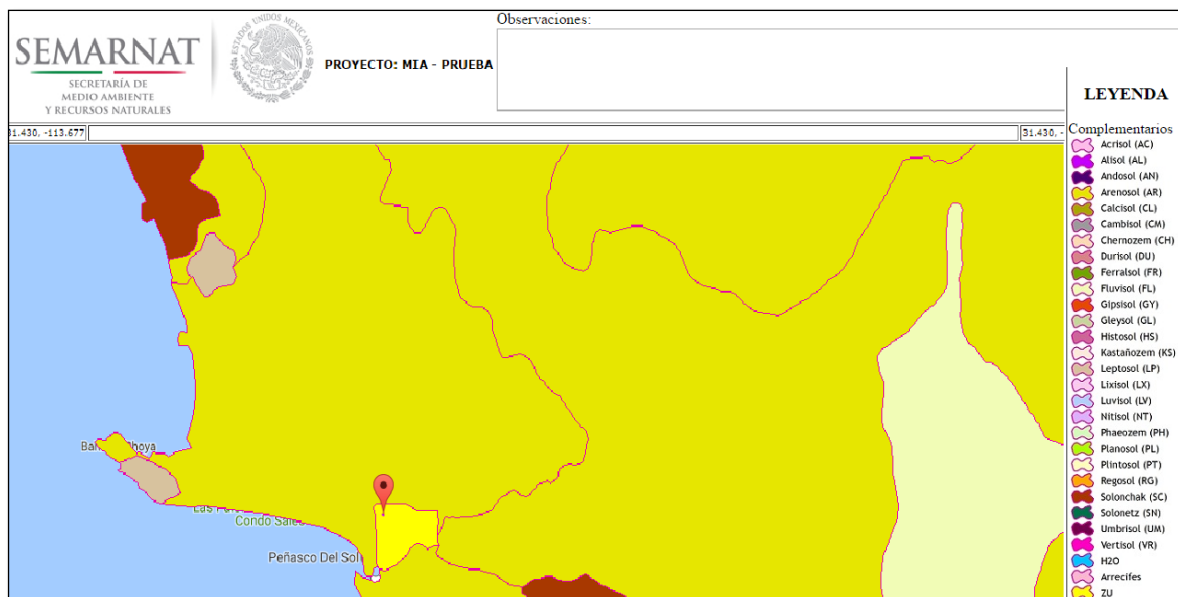 Observaciones:
SEMARNAT
SECRETARÍA DE
MEDIO AMBIENTE
Y RECURSOS NATURALES
ESTADOS UNIDOS MEXICANOS
PROYECTO: MIA - PRUEBA
LEYENDA
31.430, -113.677
31.430, -
Complementarios
Acrisol (AC)
Alisol (AL)
Andosol (AN)
Arenosol (AR)
Calcisol (CL)
Cambisol (CM)
Chernozem (CH)
Durisol (DU)
Ferralsol (FR)
Fluvisol (FL)
Gipsisol (GY)
Gleysol (GL)
Histosol (HS)
Kastañozem (KS)
Leptosol (LP)
Lixisol (LX)
Luvisol (LV)
Nitisol (NT)
Phaeozem (PH)
Planosol (PL)
Plintosol (PT)
Regosol (RG)
Solonchak (SC)
Solonetz (SN)
Umbrisol (UM)
Vertisol (VR)
H2O
Arrecifes
ZU
Condo Sales
Peñasco Del Sol